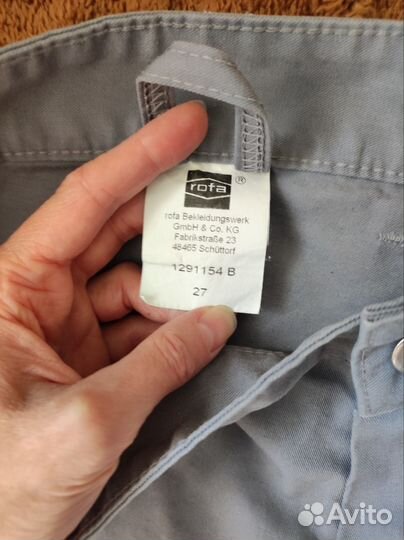 rofa ®
rofa Bekleidungswerk
GmbH & Co. KG
Fabrikstraße 23
48465 Schüttorf
1291154 B
27
Avito